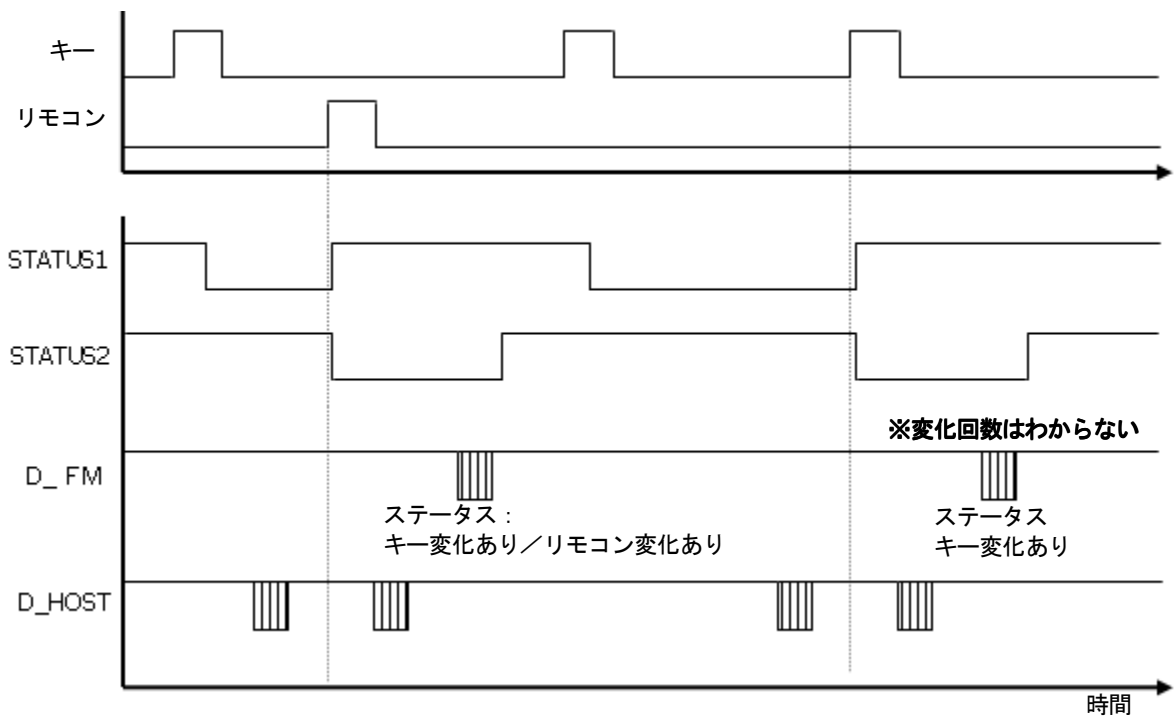 キー
リモコン
STATUS1
STATUS2
※変化回数はわからない
D_ FM
ステータス：
キー変化あり／リモコン変化あり
ステータス
キー変化あり
D_HOST
時間